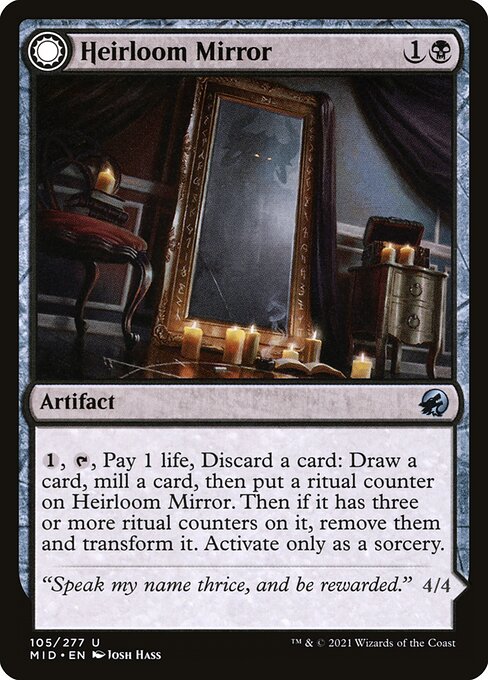 Heirloom Mirror 1
Artifact
1, T, Pay 1 life, Discard a card: Draw a
card, mill a card, then put a ritual counter
on Heirloom Mirror. Then if it has three
or more ritual counters on it, remove them
and transform it. Activate only as a sorcery.
“Speak my name thrice, and be rewarded.” 4/4
105/277 U ™ & © 2021 Wizards of the Coast
MID • EN Josh Hass